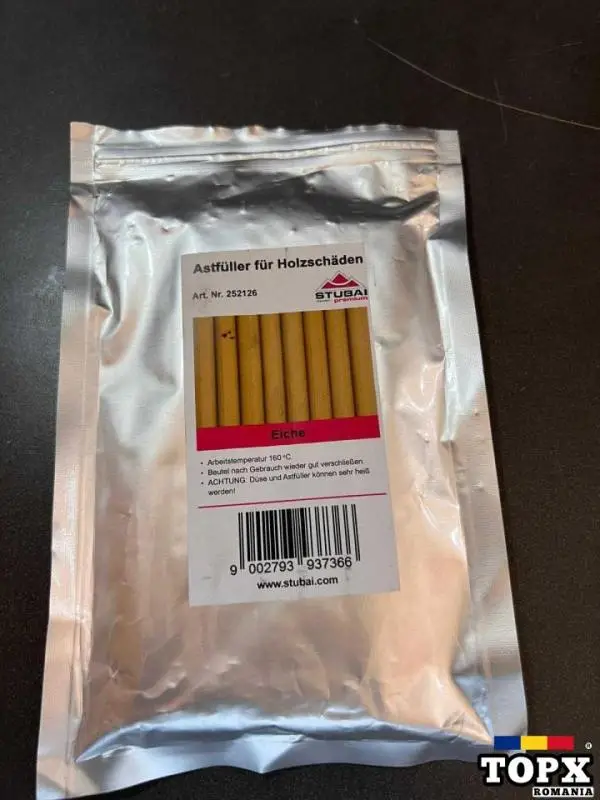 Astfüller für Holzschäden
Art. Nr. 252126
STUBAI
premium
Eiche
• Arbeitstemperatur 160 °C.
• Beutel nach Gebrauch wieder gut verschließen.
• ACHTUNG: Düse und Astfüller können sehr heiß
werden!
9 002793 937366
www.stubai.com
TOPX
®
ROMANIA